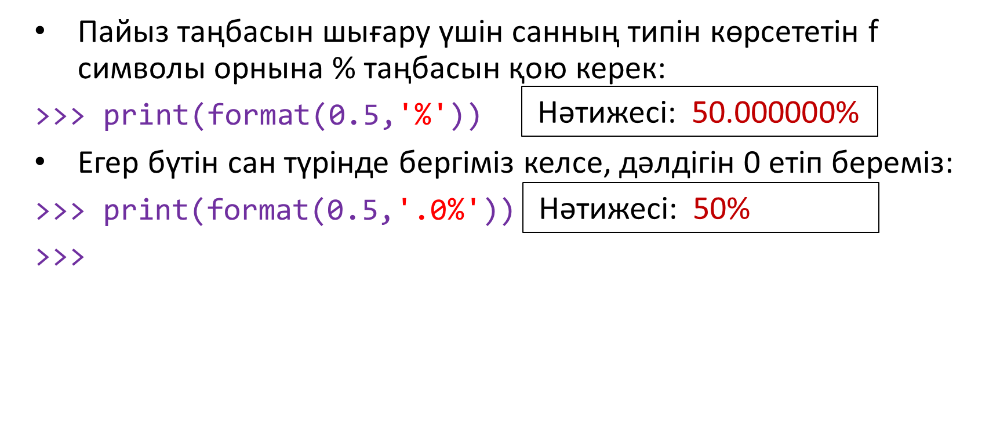 • Пайыз таңбасын шығару үшін санның типін көрсететін f
символы орнына % таңбасын қою керек:
>>> print(format(0.5,'%')) Нәтижесі: 50.000000%
• Егер бүтін сан түрінде бергіміз келсе, дәлдігін 0 етіп береміз:
>>> print(format(0.5,'.0%')) Нәтижесі: 50%
>>>